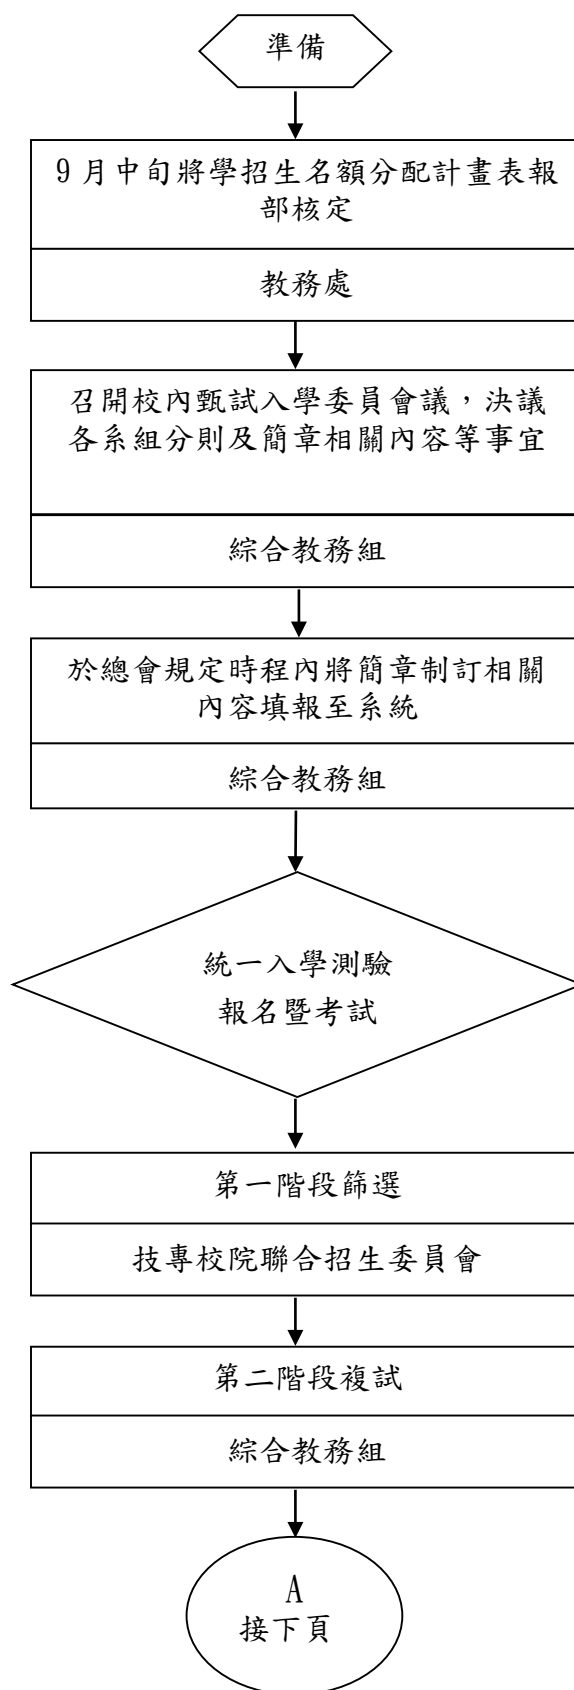 準備
9月中旬將學招生名額分配計畫表報
部核定
教務處
召開校內甄試入學委員會議，決議
各系組分則及簡章相關內容等事宜
綜合教務組
於總會規定時程內將簡章制訂相關
內容填報至系統
綜合教務組
統一入學測驗
報名暨考試
第一階段篩選
技專校院聯合招生委員會
第二階段複試
綜合教務組
A
接下頁